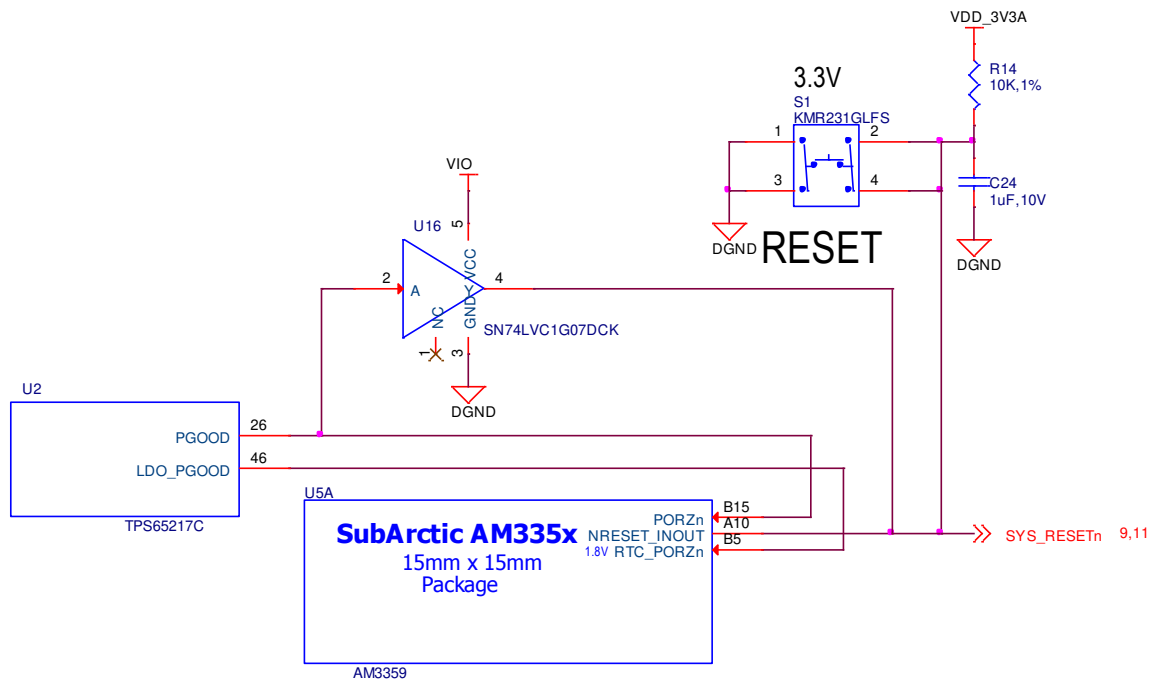 VDD_3V3A
R14
10K,1%
3.3V
S1
KMR231GLFS
1
2
3
4
C24
1uF,10V
DGND
RESET
DGND
VIO
U16
5
VCC
2
A
Y
4
NC
GND
SN74LVC1G07DCK
1
3
DGND
U2
PGOOD
26
LDO_PGOOD
46
TPS65217C
U5A
SubArctic AM335x
15mm x 15mm
Package
PORZn
B15
NRESET_INOUT
A10
1.8V RTC_PORZn
B5
SYS_RESETn 9,11
AM3359